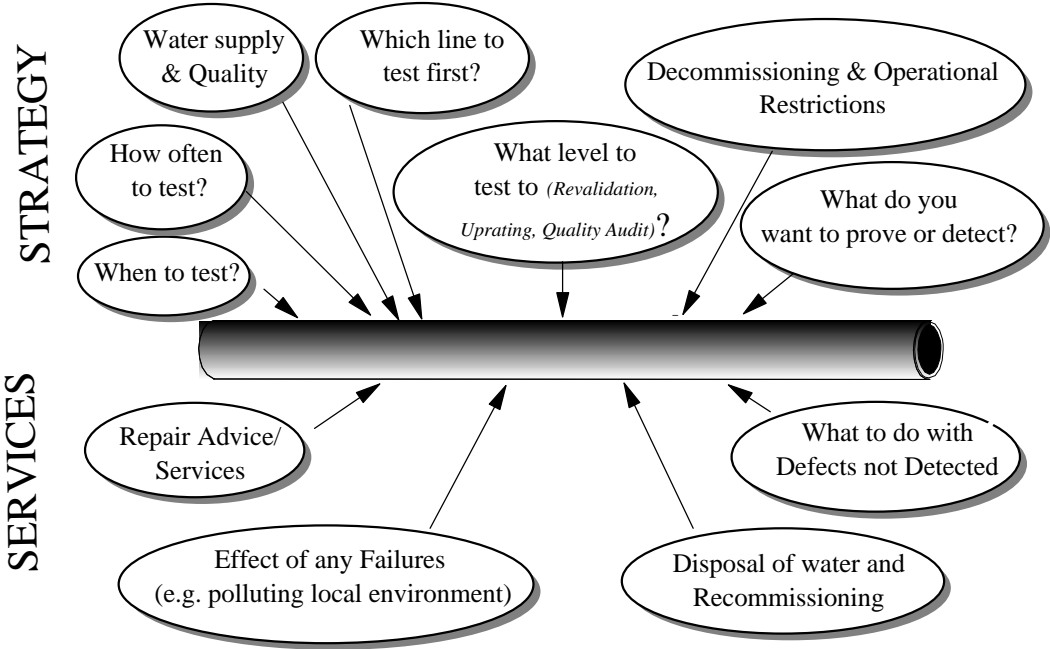 STRATEGY
Water supply
& Quality
Which line to
test first?
Decommissioning & Operational
Restrictions
How often
to test?
What level to
test to (Revalidation,
Uprating, Quality Audit)?
What do you
want to prove or detect?
When to test?
SERVICES
Repair Advice/
Services
What to do with
Defects not Detected
Effect of any Failures
(e.g. polluting local environment)
Disposal of water and
Recommissioning